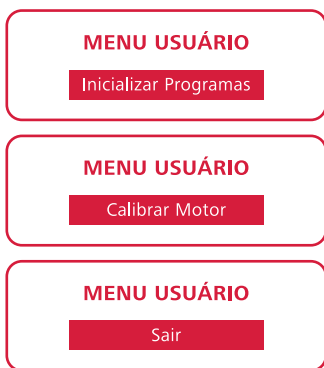 MENU USUÁRIO
Inicializar Programas
MENU USUÁRIO
Calibrar Motor
MENU USUÁRIO
Sair